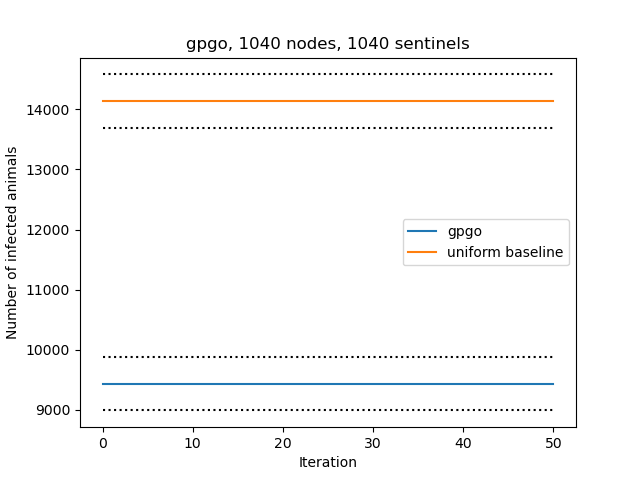 gpgo, 1040 nodes, 1040 sentinels
Number of infected animals
14000
13000
12000
11000
10000
9000
gpgo
uniform baseline
0 10 20 30 40 50
Iteration